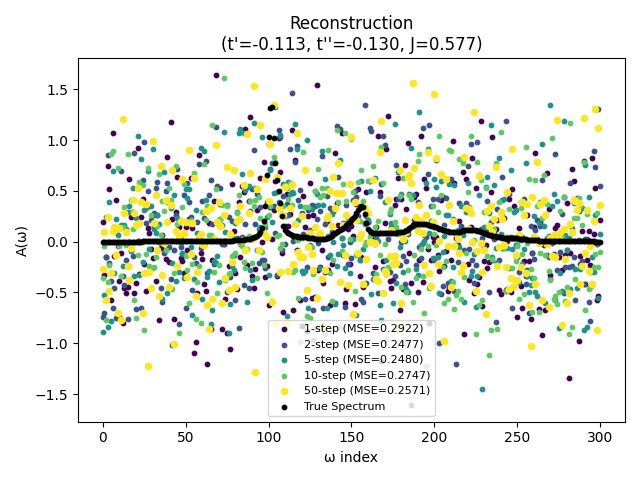 Reconstruction
(t'=-0.113, t''=-0.130, J=0.577)
A(ω)
1.5
1.0
0.5
0.0
−0.5
−1.0
−1.5
1-step (MSE=0.2922)
2-step (MSE=0.2477)
5-step (MSE=0.2480)
10-step (MSE=0.2747)
50-step (MSE=0.2571)
True Spectrum
0 50 100 150 200 250 300
ω index